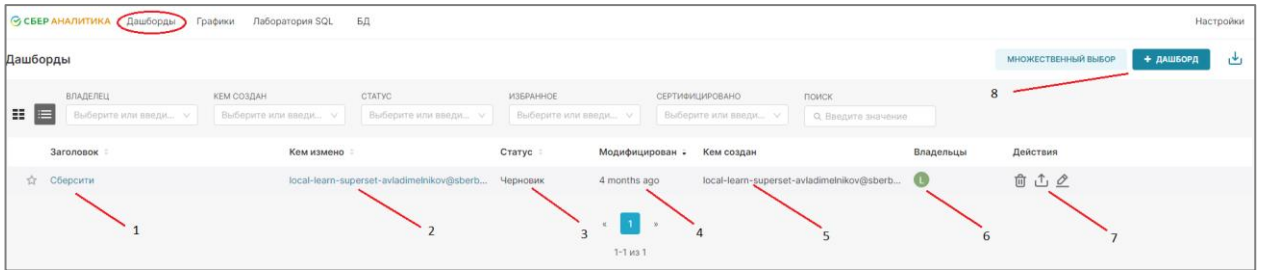 СБЕР АНАЛИТИКА Дашборды Графики Лаборатория SQL БД Настройки
Дашборды МНОЖЕСТВЕННЫЙ ВЫБОР + ДАШБОРД
8
ВЛАДЕЛЕЦ КЕМ СОЗДАН СТАТУС ИЗБРАННОЕ СЕРТИФИЦИРОВАНО ПОИСК
Выберите или введи... Выберите или введи... Выберите или введи... Выберите или введи... Выберите или введи... Введите значение
Заголовок Кем измено Статус Модифицирован Кем создан Владельцы Действия
Сберсити local-learn-superset-avladimelnikov@sberb... Черновик 4 months ago local-learn-superset-avladimelnikov@sberb... L
1 2 3 « 1 » 4 5 6 7
1-1 из 1